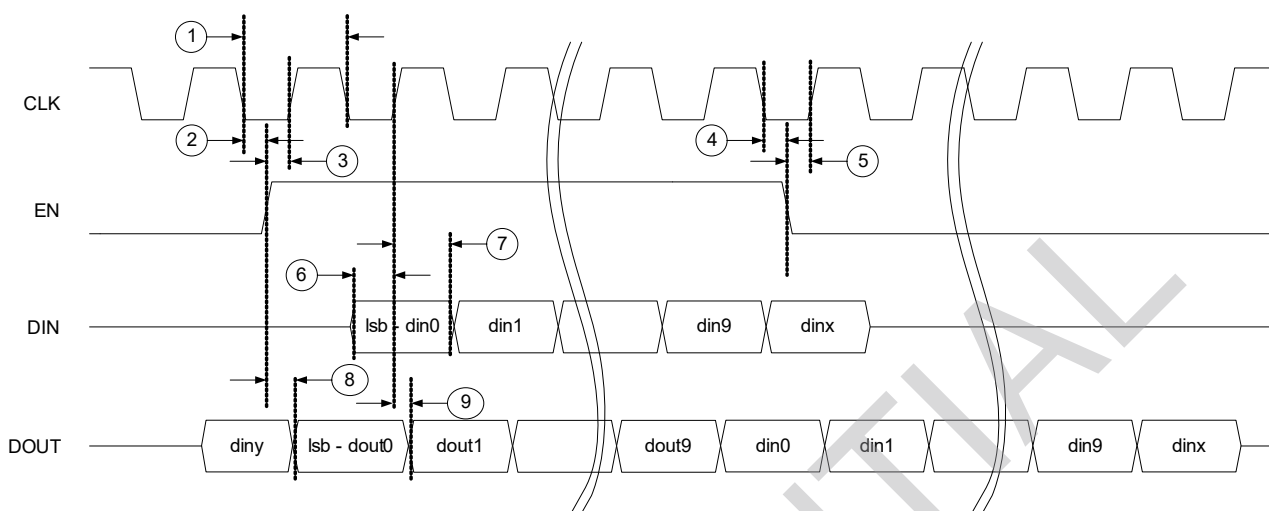 1
CLK
2
3
4
5
EN
7
6
DIN
lsb - din0
din1
din9
dinx
8
9
DOUT
diny
lsb - dout0
dout1
dout9
din0
din1
din9
dinx
NTIAL